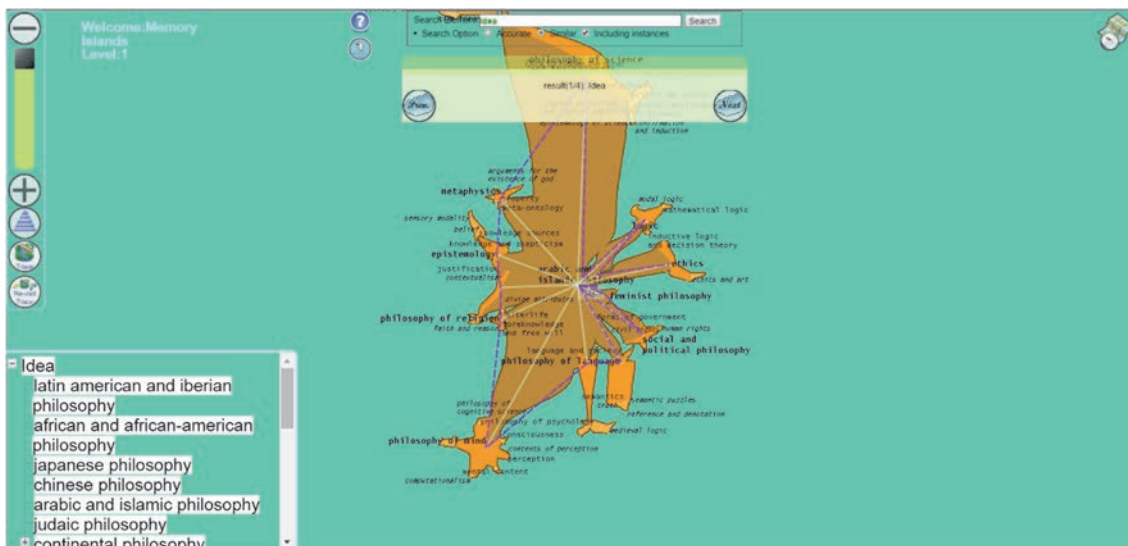 Welcome:Memory
Islands
Level:1
?
Idea
Search
Search Option
Accurate
Similar
Including instances
philosophy of science
result(1/4): Idea
Prev.
Next
and induction
arguments for the
existence of god
metaphysics
property
meta-ontology
modal logic
mathematical logic
logic
sensory modality
belief
knowledge sources
knowledge and skepticism
inductive logic
and decision theory
epistemology
ethics
justification
contextualism
arabic and
islamic philosophy
ethics and art
divine attributes
feminist philosophy
philosophy of religion
afterlife
faith and reason
foreknowledge
and free will
forms of government
civil
human rights
social and
political philosophy
language and
philosophy of language
semantics
semantic puzzles
reference and denotation
medieval logic
philosophy of
cognitive science
philosophy of psychology
consciousness
philosophy of mind
contents of perception
perception
mental content
computationalism
Trace
Re-visit
Trace
Idea
latin american and iberian
philosophy
african and african-american
philosophy
japanese philosophy
chinese philosophy
arabic and islamic philosophy
judaic philosophy
continental philosophy